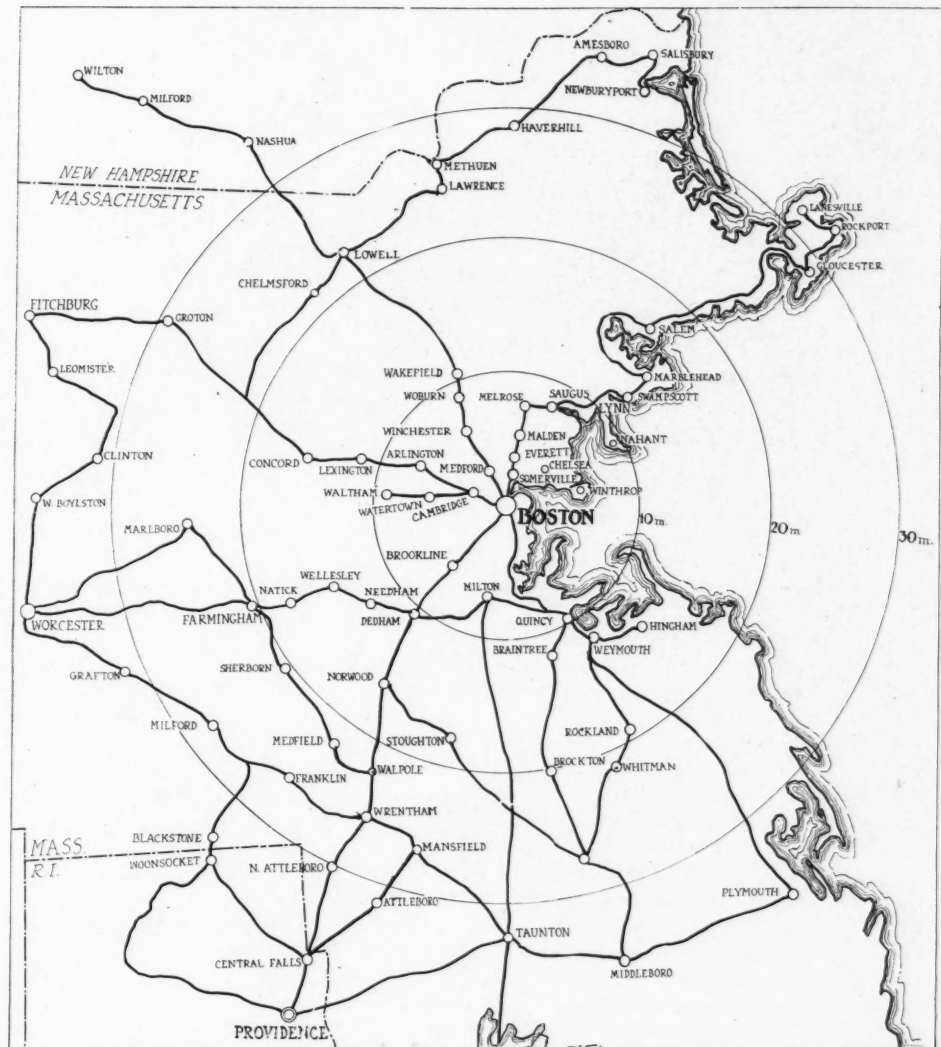 AMESBORO
SALISBURY
WILTON
MILFORD
NEWBURYPORT
NASHUA
HAVERHILL
METHUEN
NEW HAMPSHIRE
MASSACHUSETTS
LAWRENCE
LANESVILLE
ROCKPORT
LOWELL
GLOUCESTER
CHELMSFORD
FITCHBURG
GROTON
SALEM
LEOMISTER
WAKEFIELD
MARBLEHEAD
WOBURN
MELROSE
SAUGUS
SWAMPSCOTT
LYNN
WINCHESTER
MALDEN
NAHANT
CLINTON
CONCORD
LEXINGTON
ARLINGTON
MEDFORD
EVERETT
CHELSEA
SOMERVILLE
WALTHAM
WATERTOWN
CAMBRIDGE
WINTHROP
W. BOYLSTON
BOSTON
10 m.
20 m
30 m.
MARLBORO
BROOKLINE
WELLESLEY
NATICK
NEEDHAM
MILTON
WORCESTER
FARMINGHAM
DEDHAM
QUINCY
HINGHAM
WEYMOUTH
BRAINTREE
GRAFTON
SHERBORN
NORWOOD
MILFORD
MEDFIELD
STOUGHTON
ROCKLAND
FRANKLIN
WALPOLE
BROCKTON
WHITMAN
WRENTHAM
BLACKSTONE
MASS.
R.I.
WOONSOCKET
N. ATTLEBORO
MANSFIELD
ATTLEBORO
PLYMOUTH
TAUNTON
CENTRAL FALLS
MIDDLEBORO
PROVIDENCE